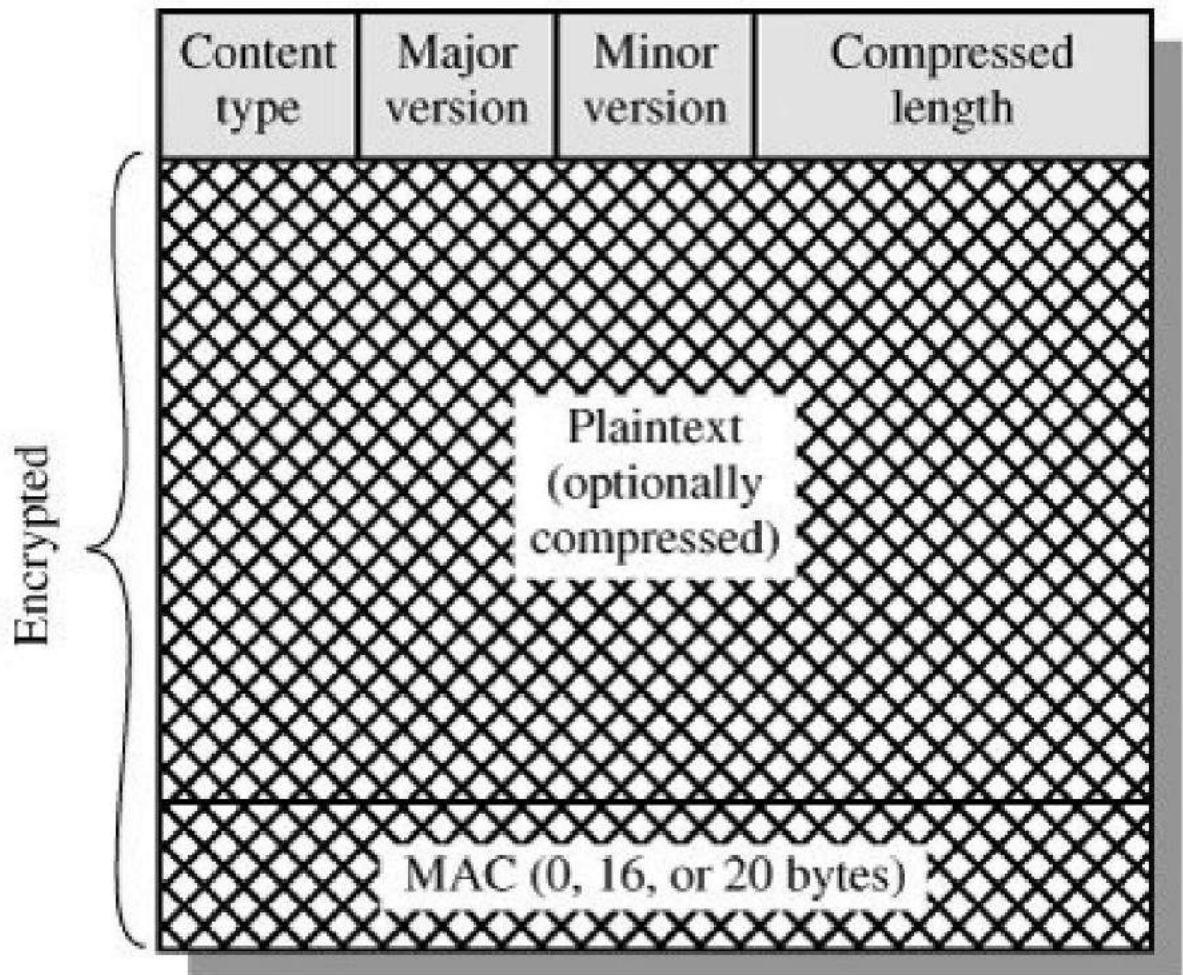 Content
type
Major
version
Minor
version
Compressed
length
Encrypted
Plaintext
(optionally
compressed)
MAC (0, 16, or 20 bytes)